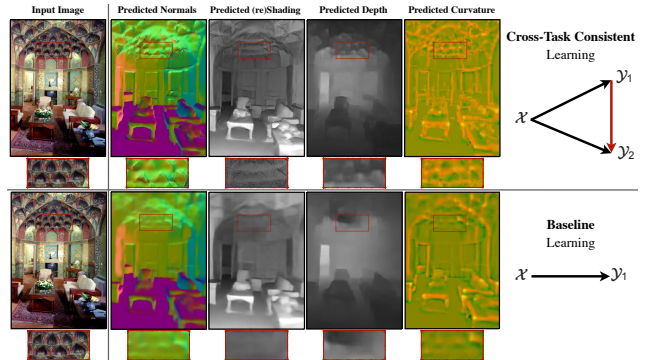 Input Image
Predicted Normals
Predicted (re)Shading
Predicted Depth
Predicted Curvature
Cross-Task Consistent
Learning
𝒳
𝒴₁
𝒴₂
Baseline
Learning
𝒳
𝒴₁